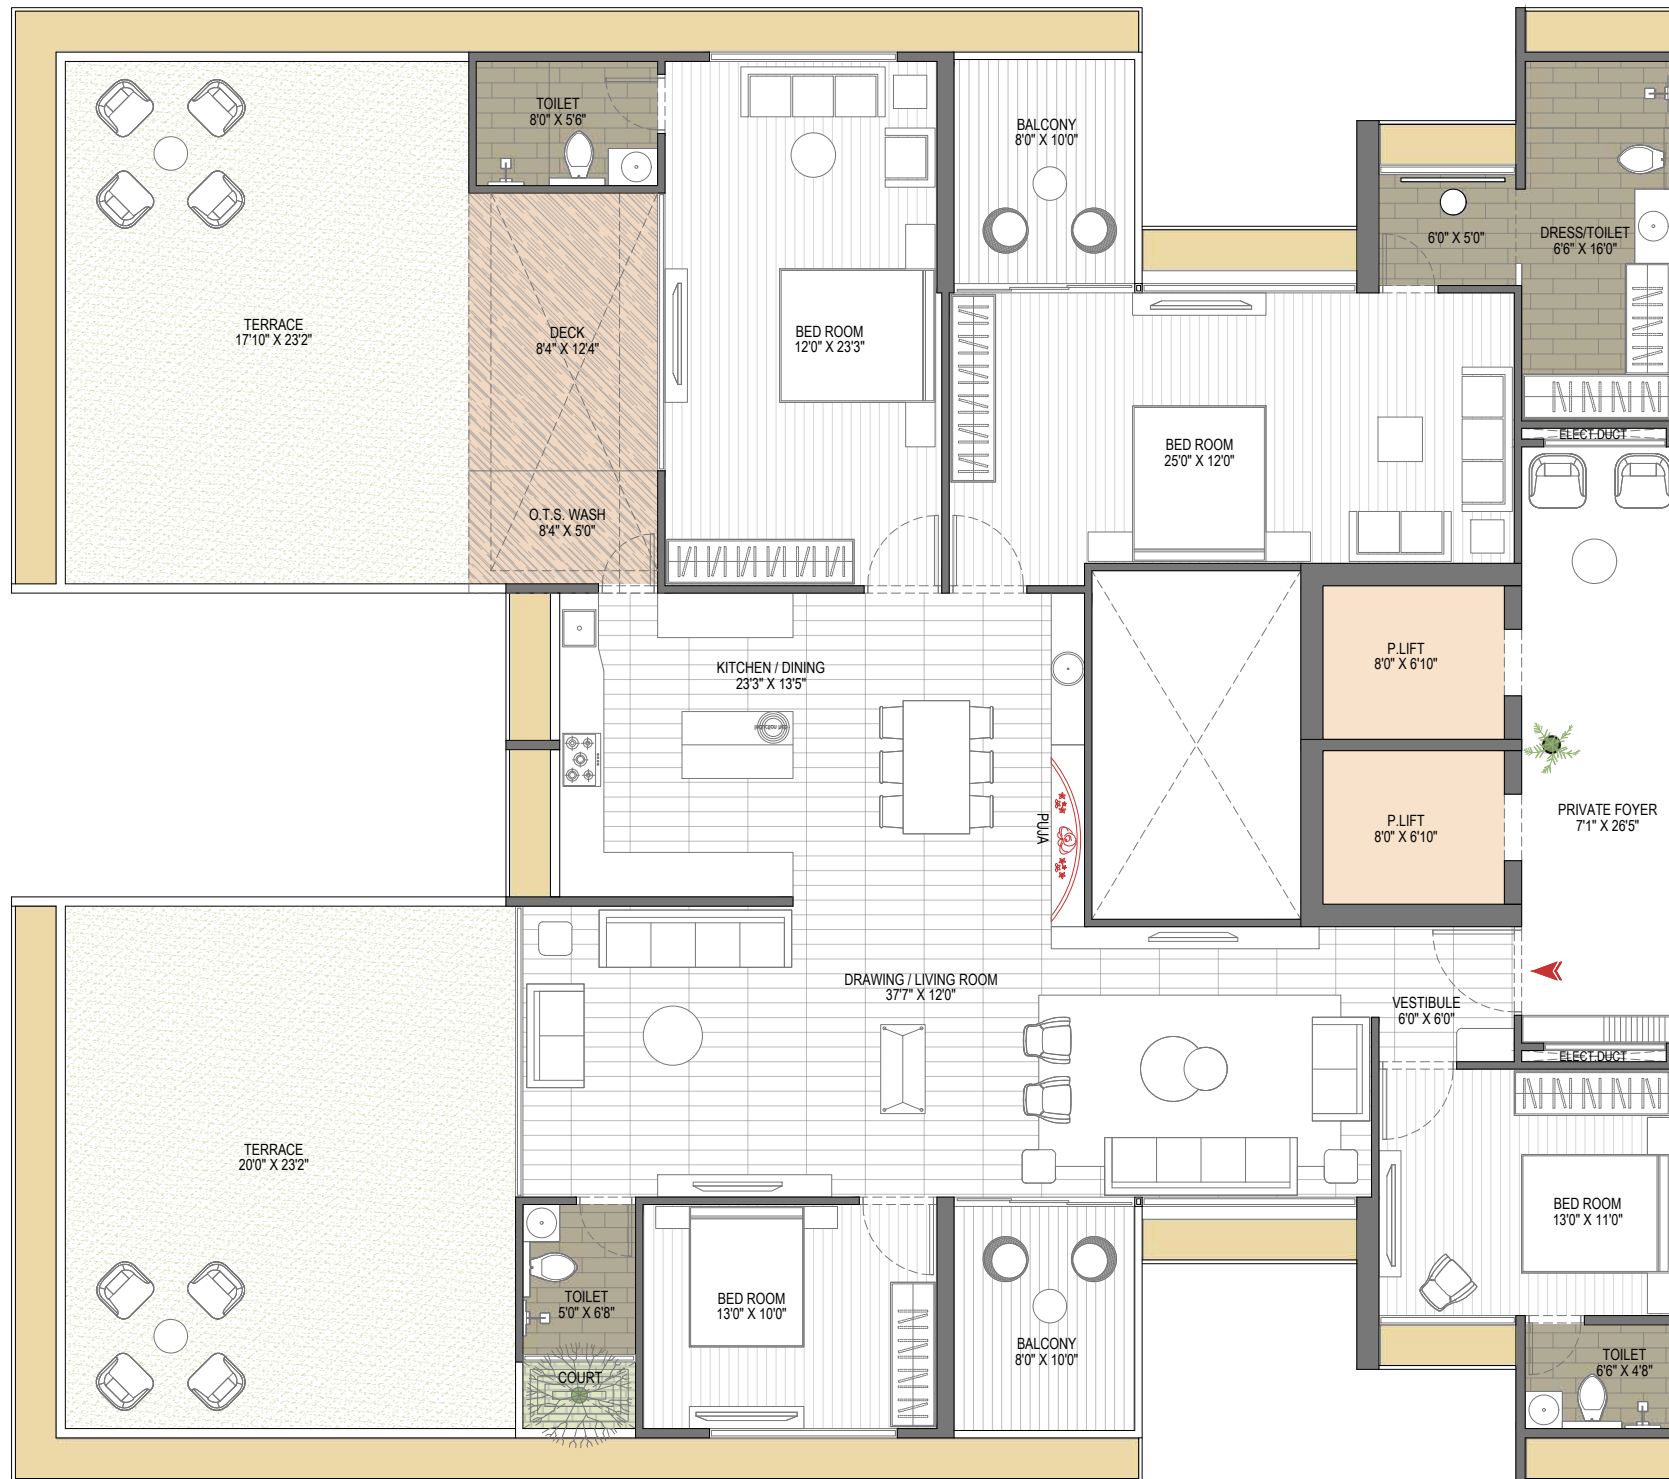 TOILET
8'0" X 5'6"
BALCONY
8'0" X 10'0"
6'0" X 5'0"
DRESS/TOILET
6'6" X 16'0"
TERRACE
17'10" X 23'2"
DECK
8'4" X 12'4"
BED ROOM
12'0" X 23'3"
BED ROOM
25'0" X 12'0"
ELECT.DUCT
O.T.S. WASH
8'4" X 5'0"
KITCHEN / DINING
23'3" X 13'5"
P.LIFT
8'0" X 6'10"
PUJA
P.LIFT
8'0" X 6'10"
PRIVATE FOYER
7'1" X 26'5"
DRAWING / LIVING ROOM
37'7" X 12'0"
VESTIBULE
6'0" X 6'0"
ELECT.DUCT
TERRACE
20'0" X 23'2"
BED ROOM
13'0" X 11'0"
TOILET
5'0" X 6'8"
BED ROOM
13'0" X 10'0"
BALCONY
8'0" X 10'0"
COURT
TOILET
6'6" X 4'8"